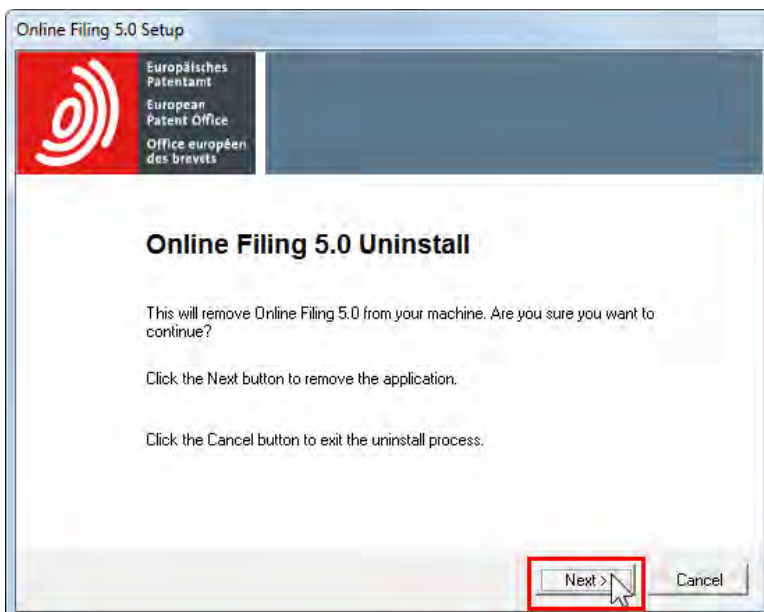 Online Filing 5.0 Setup
Europäisches
Patentamt
European
Patent Office
Office européen
des brevets
Online Filing 5.0 Uninstall
This will remove Online Filing 5.0 from your machine. Are you sure you want to
continue?
Click the Next button to remove the application.
Click the Cancel button to exit the uninstall process.
Next >
Cancel